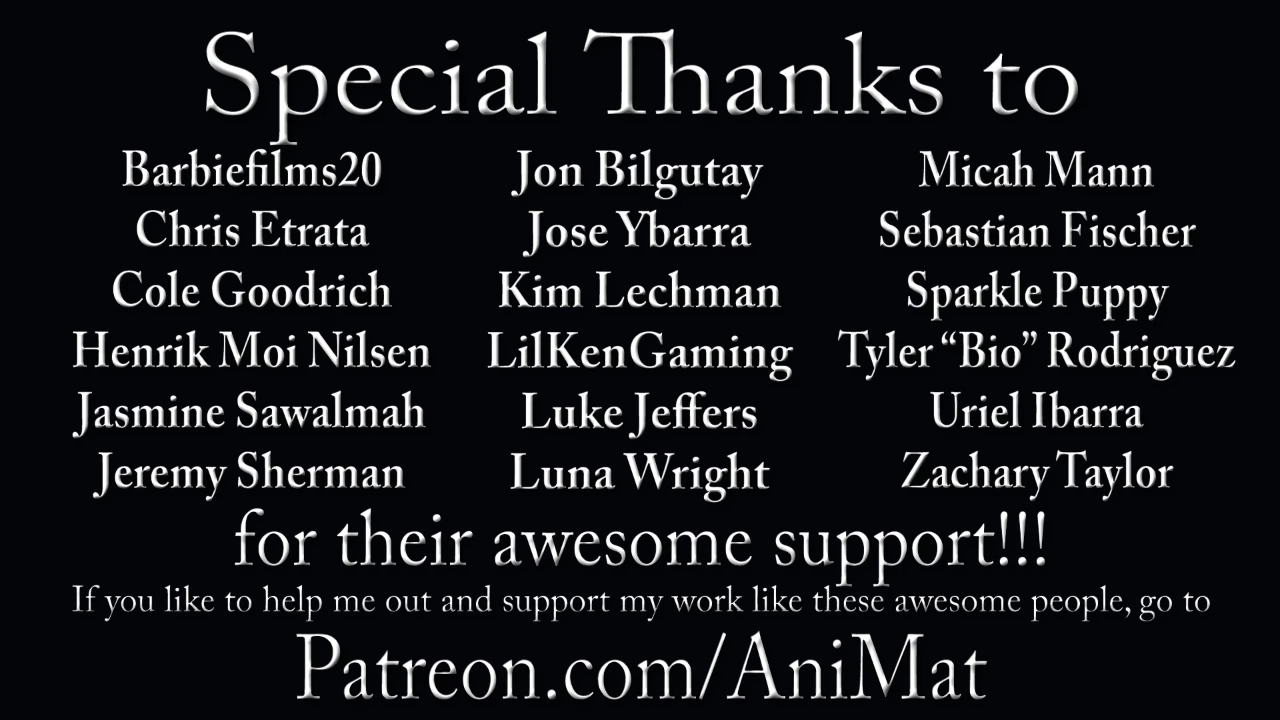 Special Thanks to
Barbiefilms20 Jon Bilgutay Micah Mann
Chris Etrata Jose Ybarra Sebastian Fischer
Cole Goodrich Kim Lechman Sparkle Puppy
Henrik Moi Nilsen LilKenGaming Tyler “Bio” Rodriguez
Jasmine Sawalmah Luke Jeffers Uriel Ibarra
Jeremy Sherman Luna Wright Zachary Taylor
for their awesome support!!!
If you like to help me out and support my work like these awesome people, go to
Patreon.com/AniMat